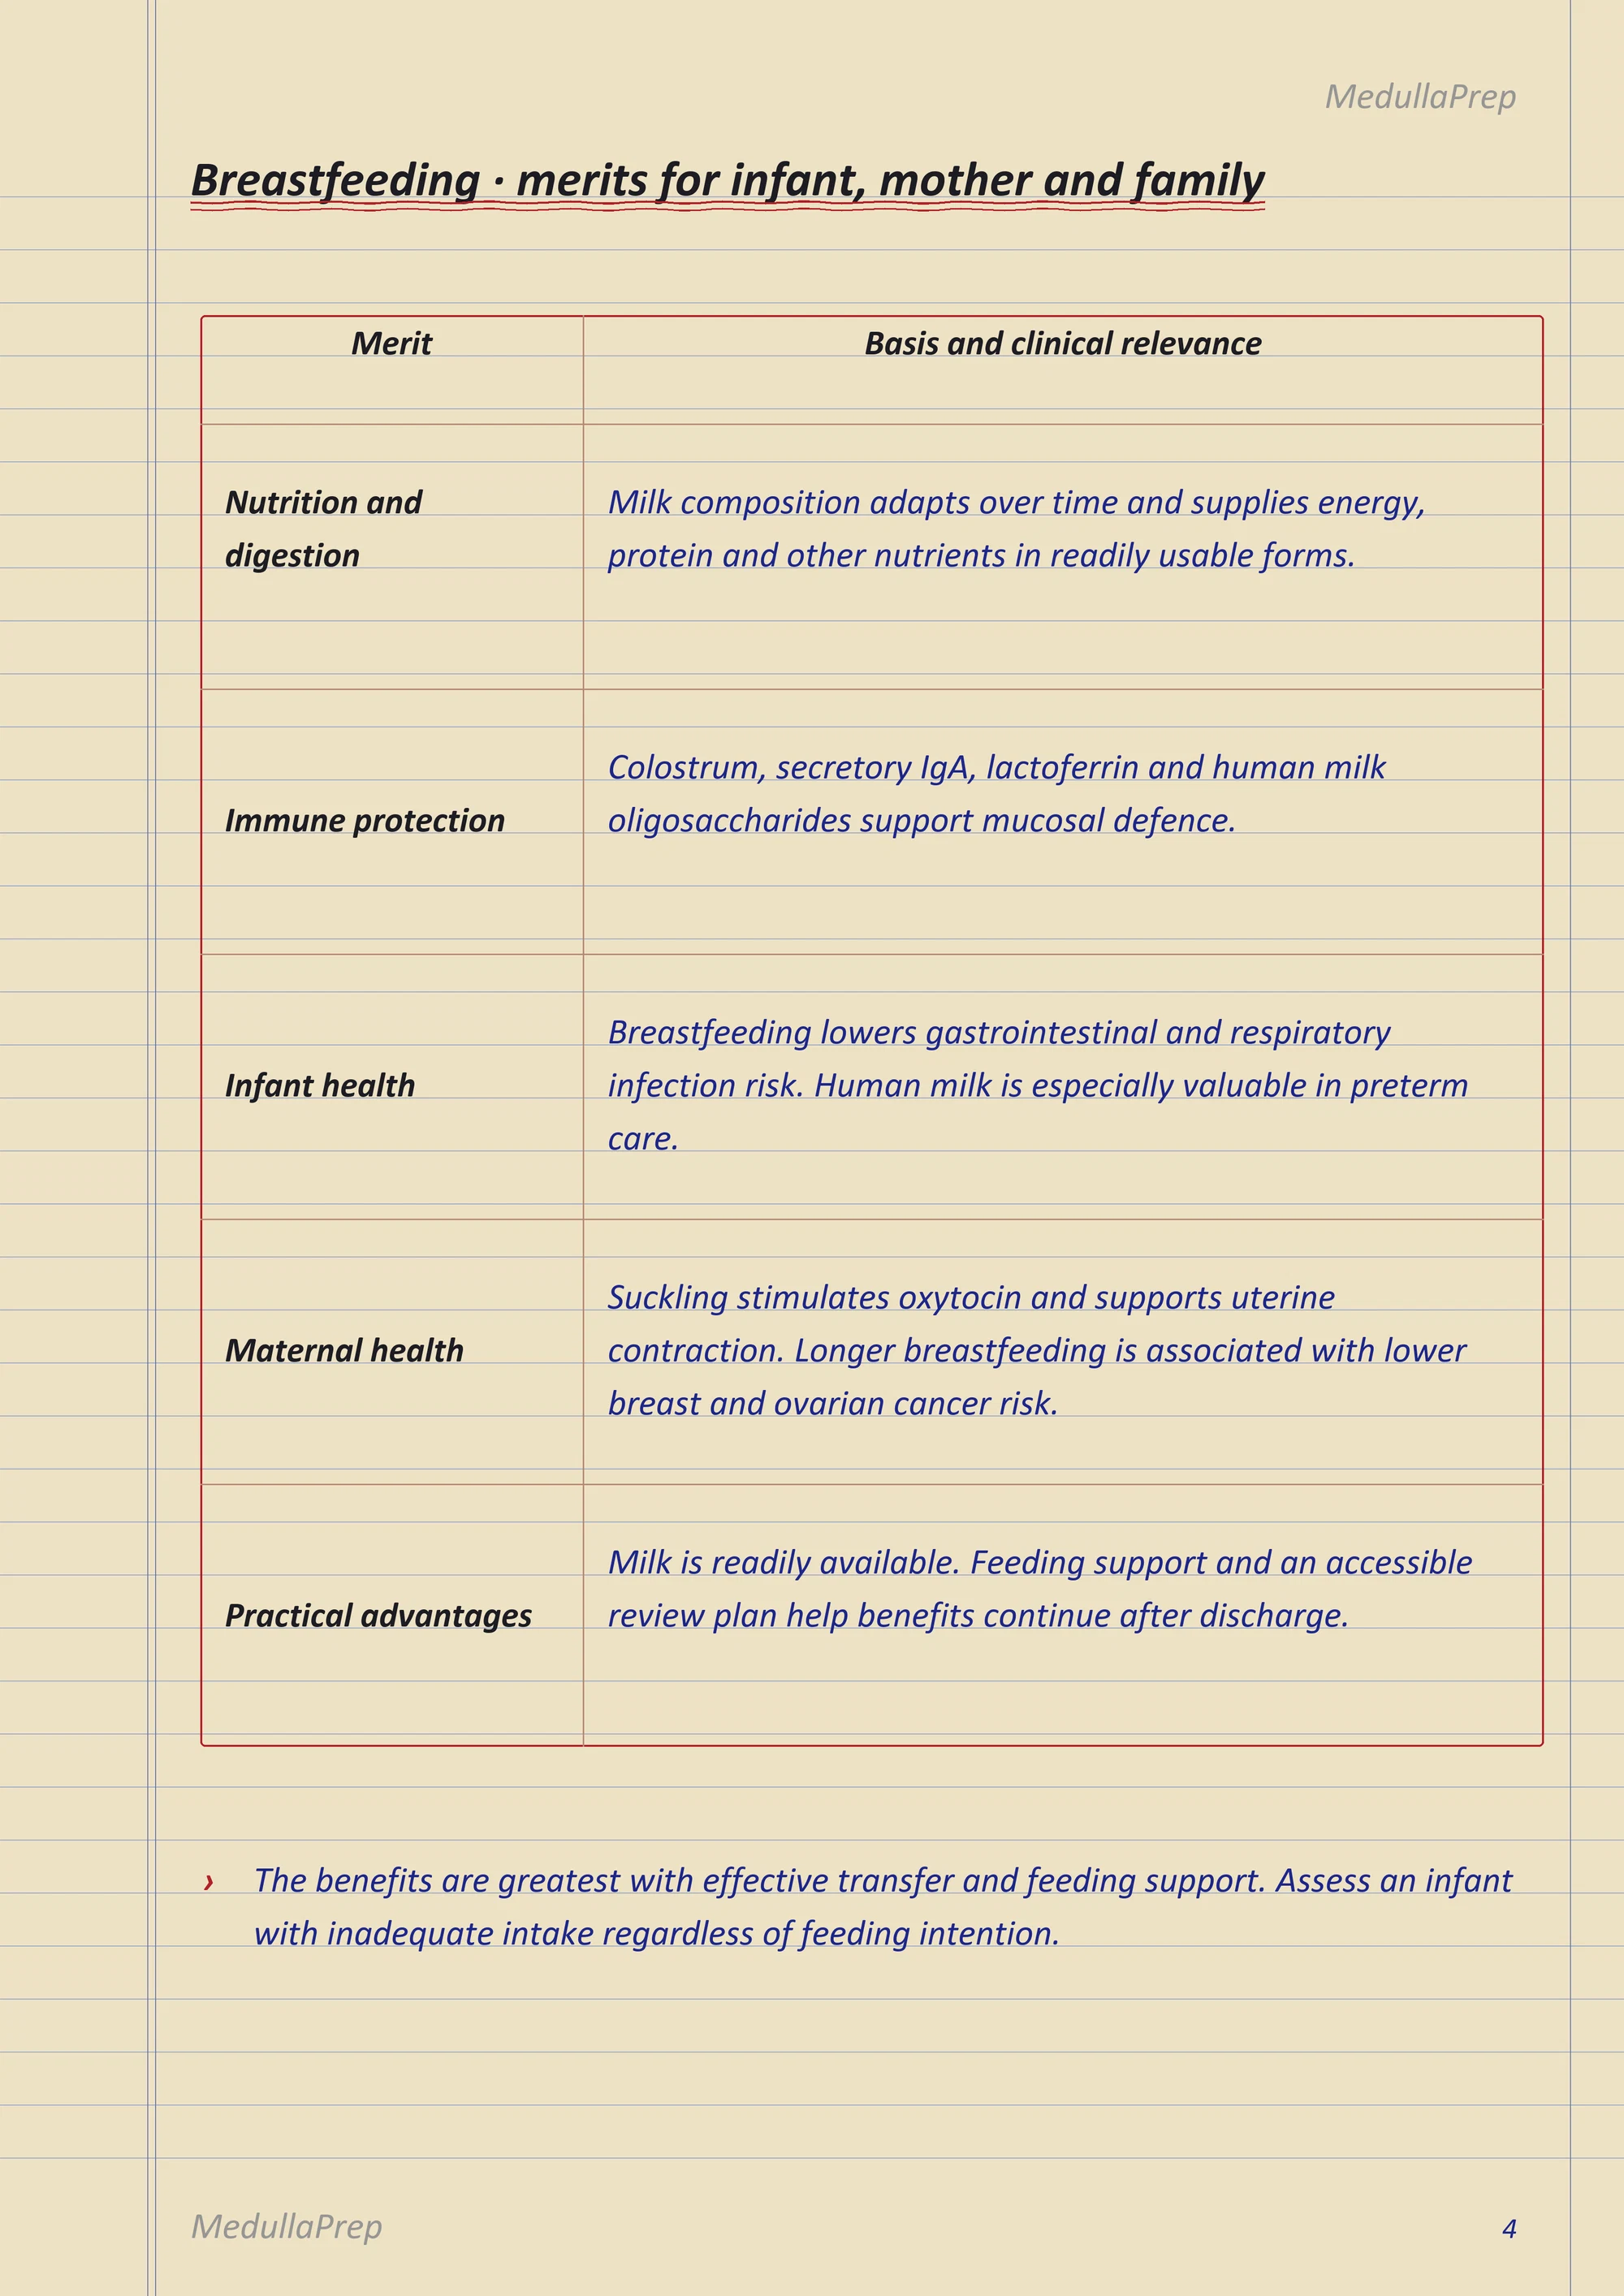 MedullaPrep
Breastfeeding · merits for infant, mother and family
Merit
Basis and clinical relevance
Nutrition and
digestion
Milk composition adapts over time and supplies energy,
protein and other nutrients in readily usable forms.
Immune protection
Colostrum, secretory IgA, lactoferrin and human milk
oligosaccharides support mucosal defence.
Infant health
Breastfeeding lowers gastrointestinal and respiratory
infection risk. Human milk is especially valuable in preterm
care.
Maternal health
Suckling stimulates oxytocin and supports uterine
contraction. Longer breastfeeding is associated with lower
breast and ovarian cancer risk.
Practical advantages
Milk is readily available. Feeding support and an accessible
review plan help benefits continue after discharge.
› The benefits are greatest with effective transfer and feeding support. Assess an infant
with inadequate intake regardless of feeding intention.
MedullaPrep
4